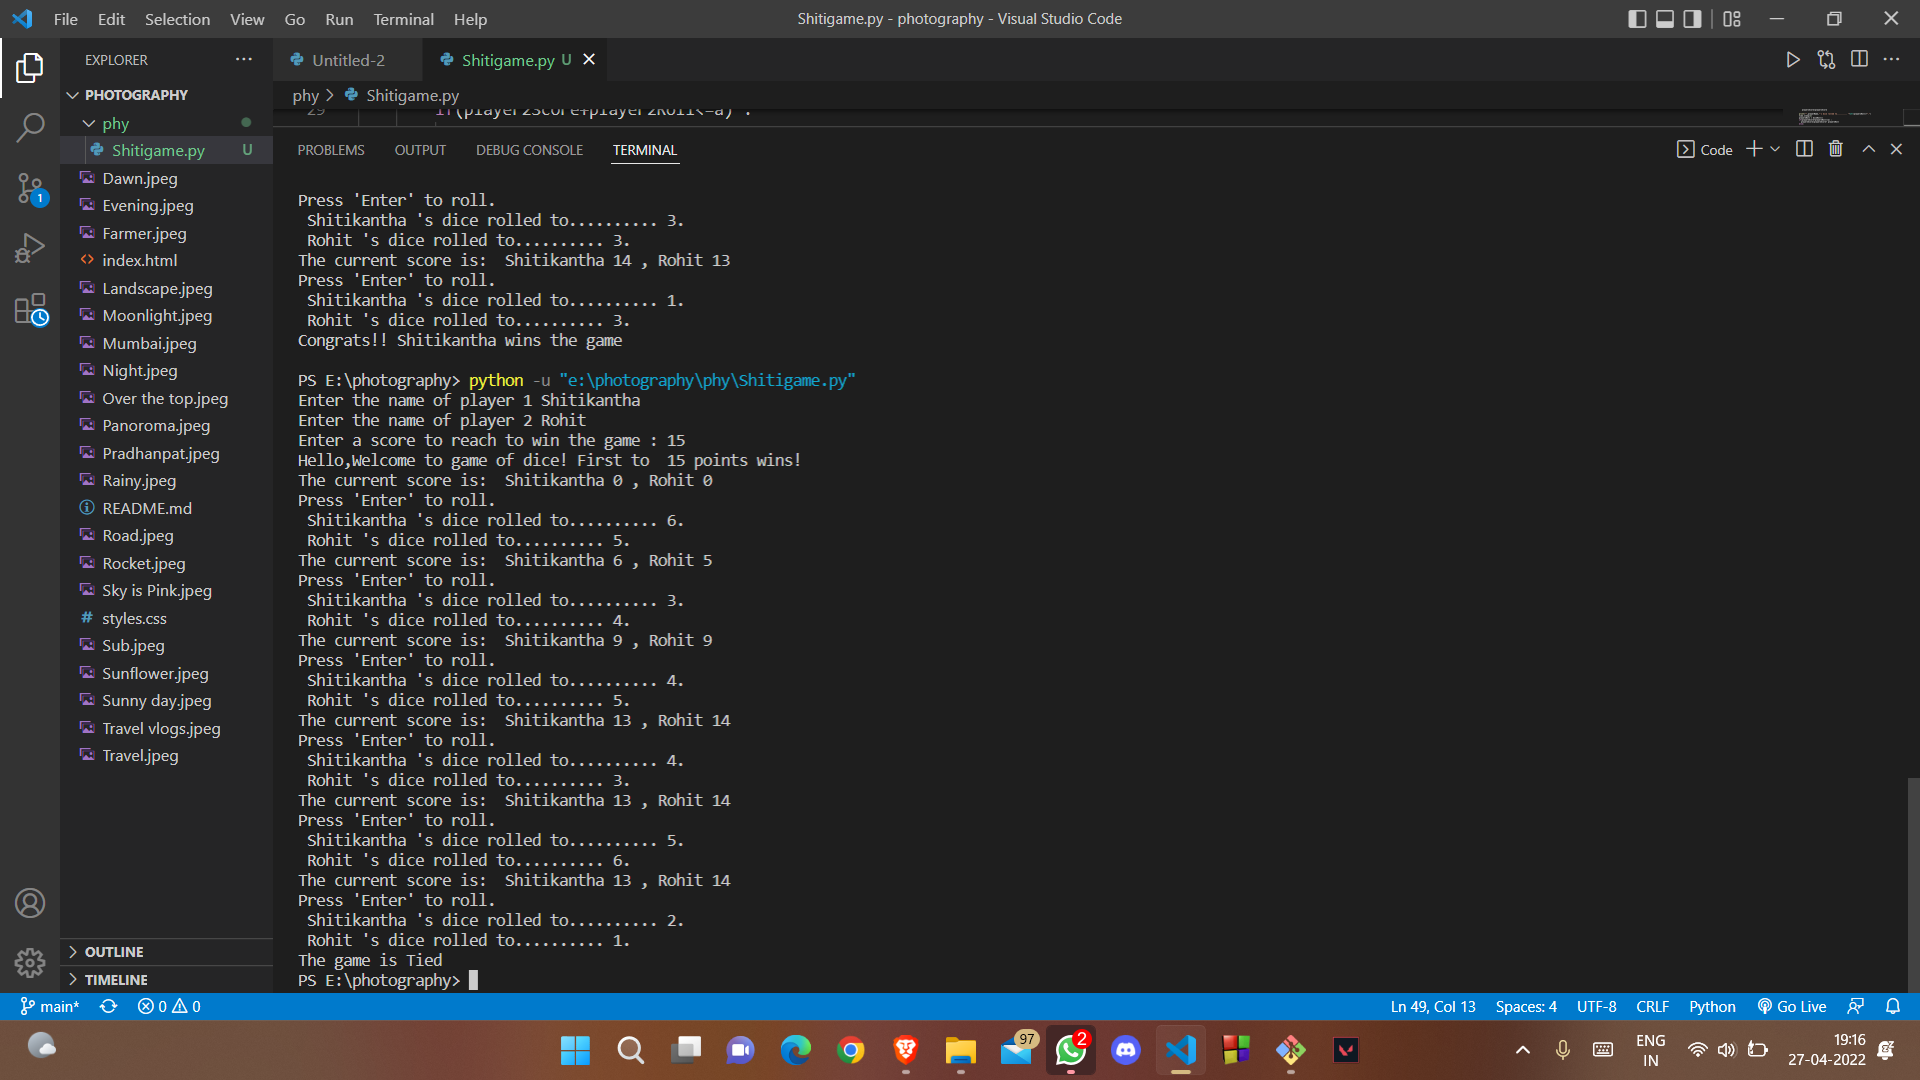 File Edit Selection View Go Run Terminal Help
Shitigame.py - photography - Visual Studio Code
EXPLORER
Untitled-2
Shitigame.py U
PHOTOGRAPHY
phy
Shitigame.py U
Dawn.jpeg
Evening.jpeg
Farmer.jpeg
index.html
Landscape.jpeg
Moonlight.jpeg
Mumbai.jpeg
Night.jpeg
Over the top.jpeg
Panoroma.jpeg
Pradhanpat.jpeg
Rainy.jpeg
README.md
Road.jpeg
Rocket.jpeg
Sky is Pink.jpeg
styles.css
Sub.jpeg
Sunflower.jpeg
Sunny day.jpeg
Travel vlogs.jpeg
Travel.jpeg
OUTLINE
TIMELINE
1
phy > Shitigame.py
29 if(player2Score+player2Roll<=a) :
PROBLEMS OUTPUT DEBUG CONSOLE TERMINAL
Code
Press 'Enter' to roll.
Shitikantha 's dice rolled to.......... 3.
Rohit 's dice rolled to.......... 3.
The current score is:  Shitikantha 14 , Rohit 13
Press 'Enter' to roll.
Shitikantha 's dice rolled to.......... 1.
Rohit 's dice rolled to.......... 3.
Congrats!! Shitikantha wins the game
PS E:\photography> python -u "e:\photography\phy\Shitigame.py"
Enter the name of player 1 Shitikantha
Enter the name of player 2 Rohit
Enter a score to reach to win the game : 15
Hello,Welcome to game of dice! First to  15 points wins!
The current score is:  Shitikantha 0 , Rohit 0
Press 'Enter' to roll.
Shitikantha 's dice rolled to.......... 6.
Rohit 's dice rolled to.......... 5.
The current score is:  Shitikantha 6 , Rohit 5
Press 'Enter' to roll.
Shitikantha 's dice rolled to.......... 3.
Rohit 's dice rolled to.......... 4.
The current score is:  Shitikantha 9 , Rohit 9
Press 'Enter' to roll.
Shitikantha 's dice rolled to.......... 4.
Rohit 's dice rolled to.......... 5.
The current score is:  Shitikantha 13 , Rohit 14
Press 'Enter' to roll.
Shitikantha 's dice rolled to.......... 4.
Rohit 's dice rolled to.......... 3.
The current score is:  Shitikantha 13 , Rohit 14
Press 'Enter' to roll.
Shitikantha 's dice rolled to.......... 5.
Rohit 's dice rolled to.......... 6.
The current score is:  Shitikantha 13 , Rohit 14
Press 'Enter' to roll.
Shitikantha 's dice rolled to.......... 2.
Rohit 's dice rolled to.......... 1.
The game is Tied
PS E:\photography>
main* 0 0
Ln 49, Col 13 Spaces: 4 UTF-8 CRLF Python Go Live
97
2
ENG
IN
19:16
27-04-2022